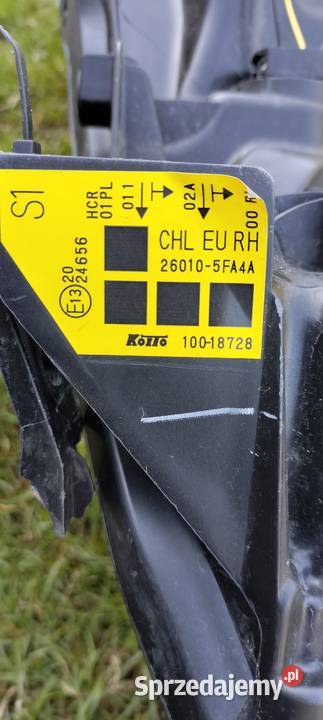 S1
HCR
01PL
011
02A
00 R
CHL EU RH
26010-5FA4A
E13
20
24656
KOITO
100-18728
Sprzedajemy.pl